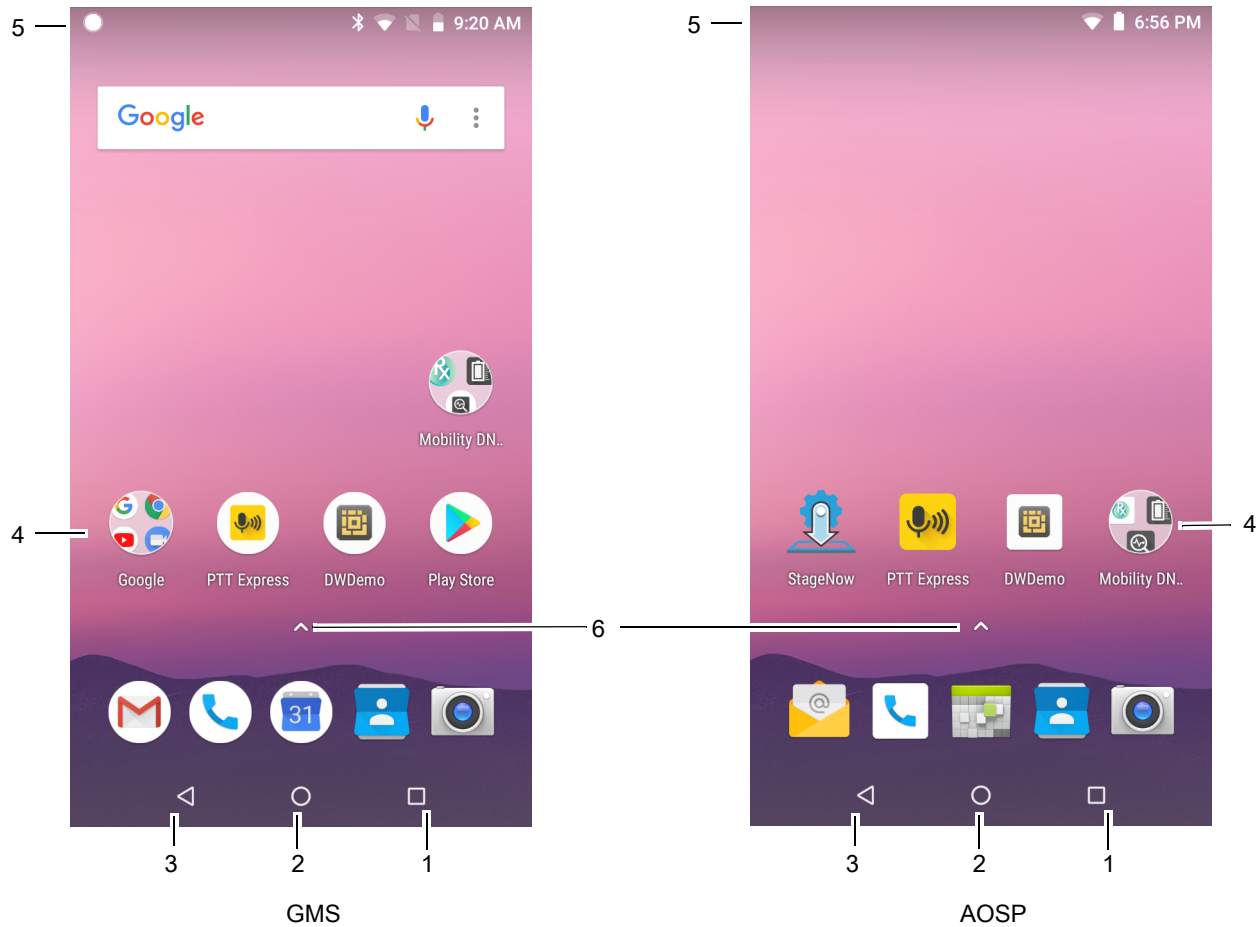 5
9:20 AM
Google
Mobility DN..
4
Google
PTT Express
DWDemo
Play Store
6
31
3
2
1
GMS
5
6:56 PM
StageNow
PTT Express
DWDemo
Mobility DN..
4
@
3
2
1
AOSP